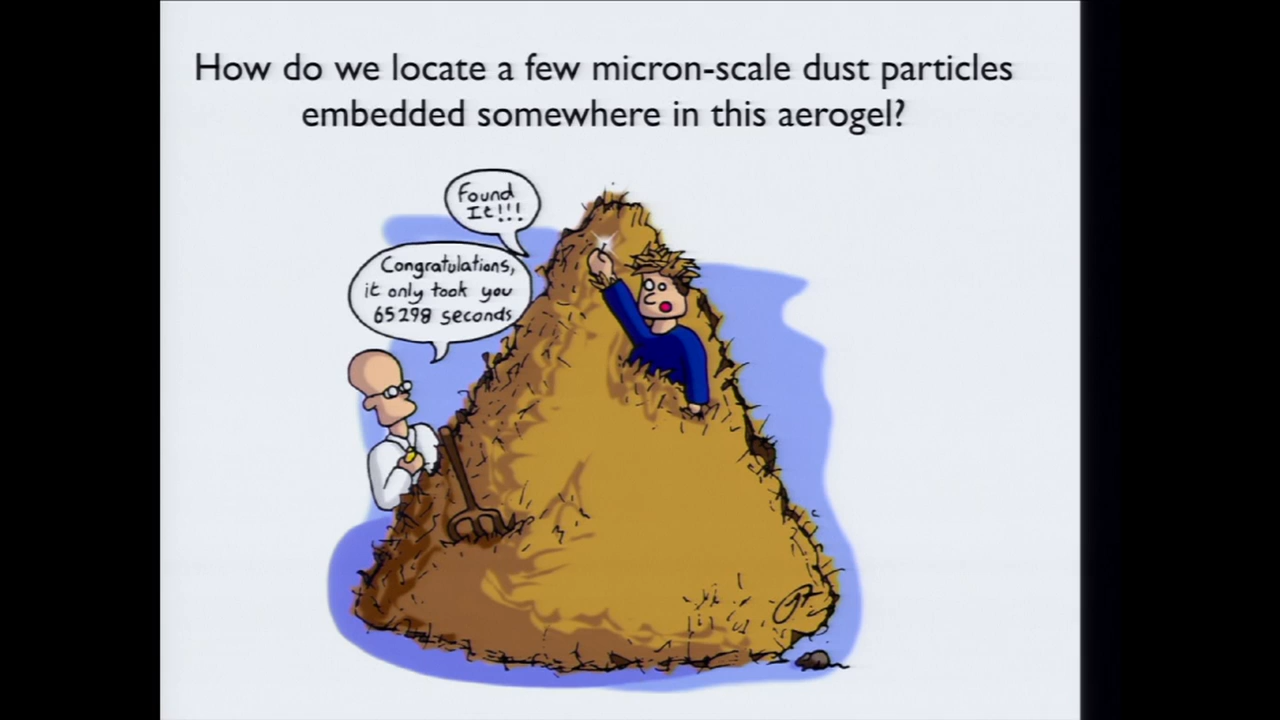 How do we locate a few micron-scale dust particles
embedded somewhere in this aerogel?
Found
It!!!
Congratulations,
it only took you
65298 seconds